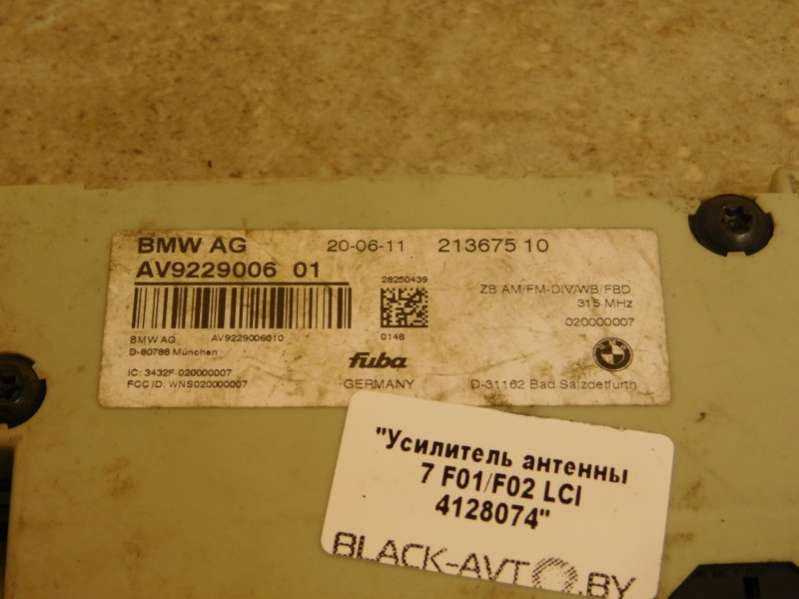 BMW AG 20-06-11 21367510
AV9229006 01
28250439
ZB AM/FM-DIV/WB/FBD
315 MHz
020000007
BMW AG AV9229006010
0148
D-80788 München
fuba
IC: 3432F-020000007
GERMANY D-31162 Bad Salzdetfurth
FCC ID: WNS020000007
"Усилитель антенны
7 F01/F02 LCI
4128074"
BLACK-AVTO.BY